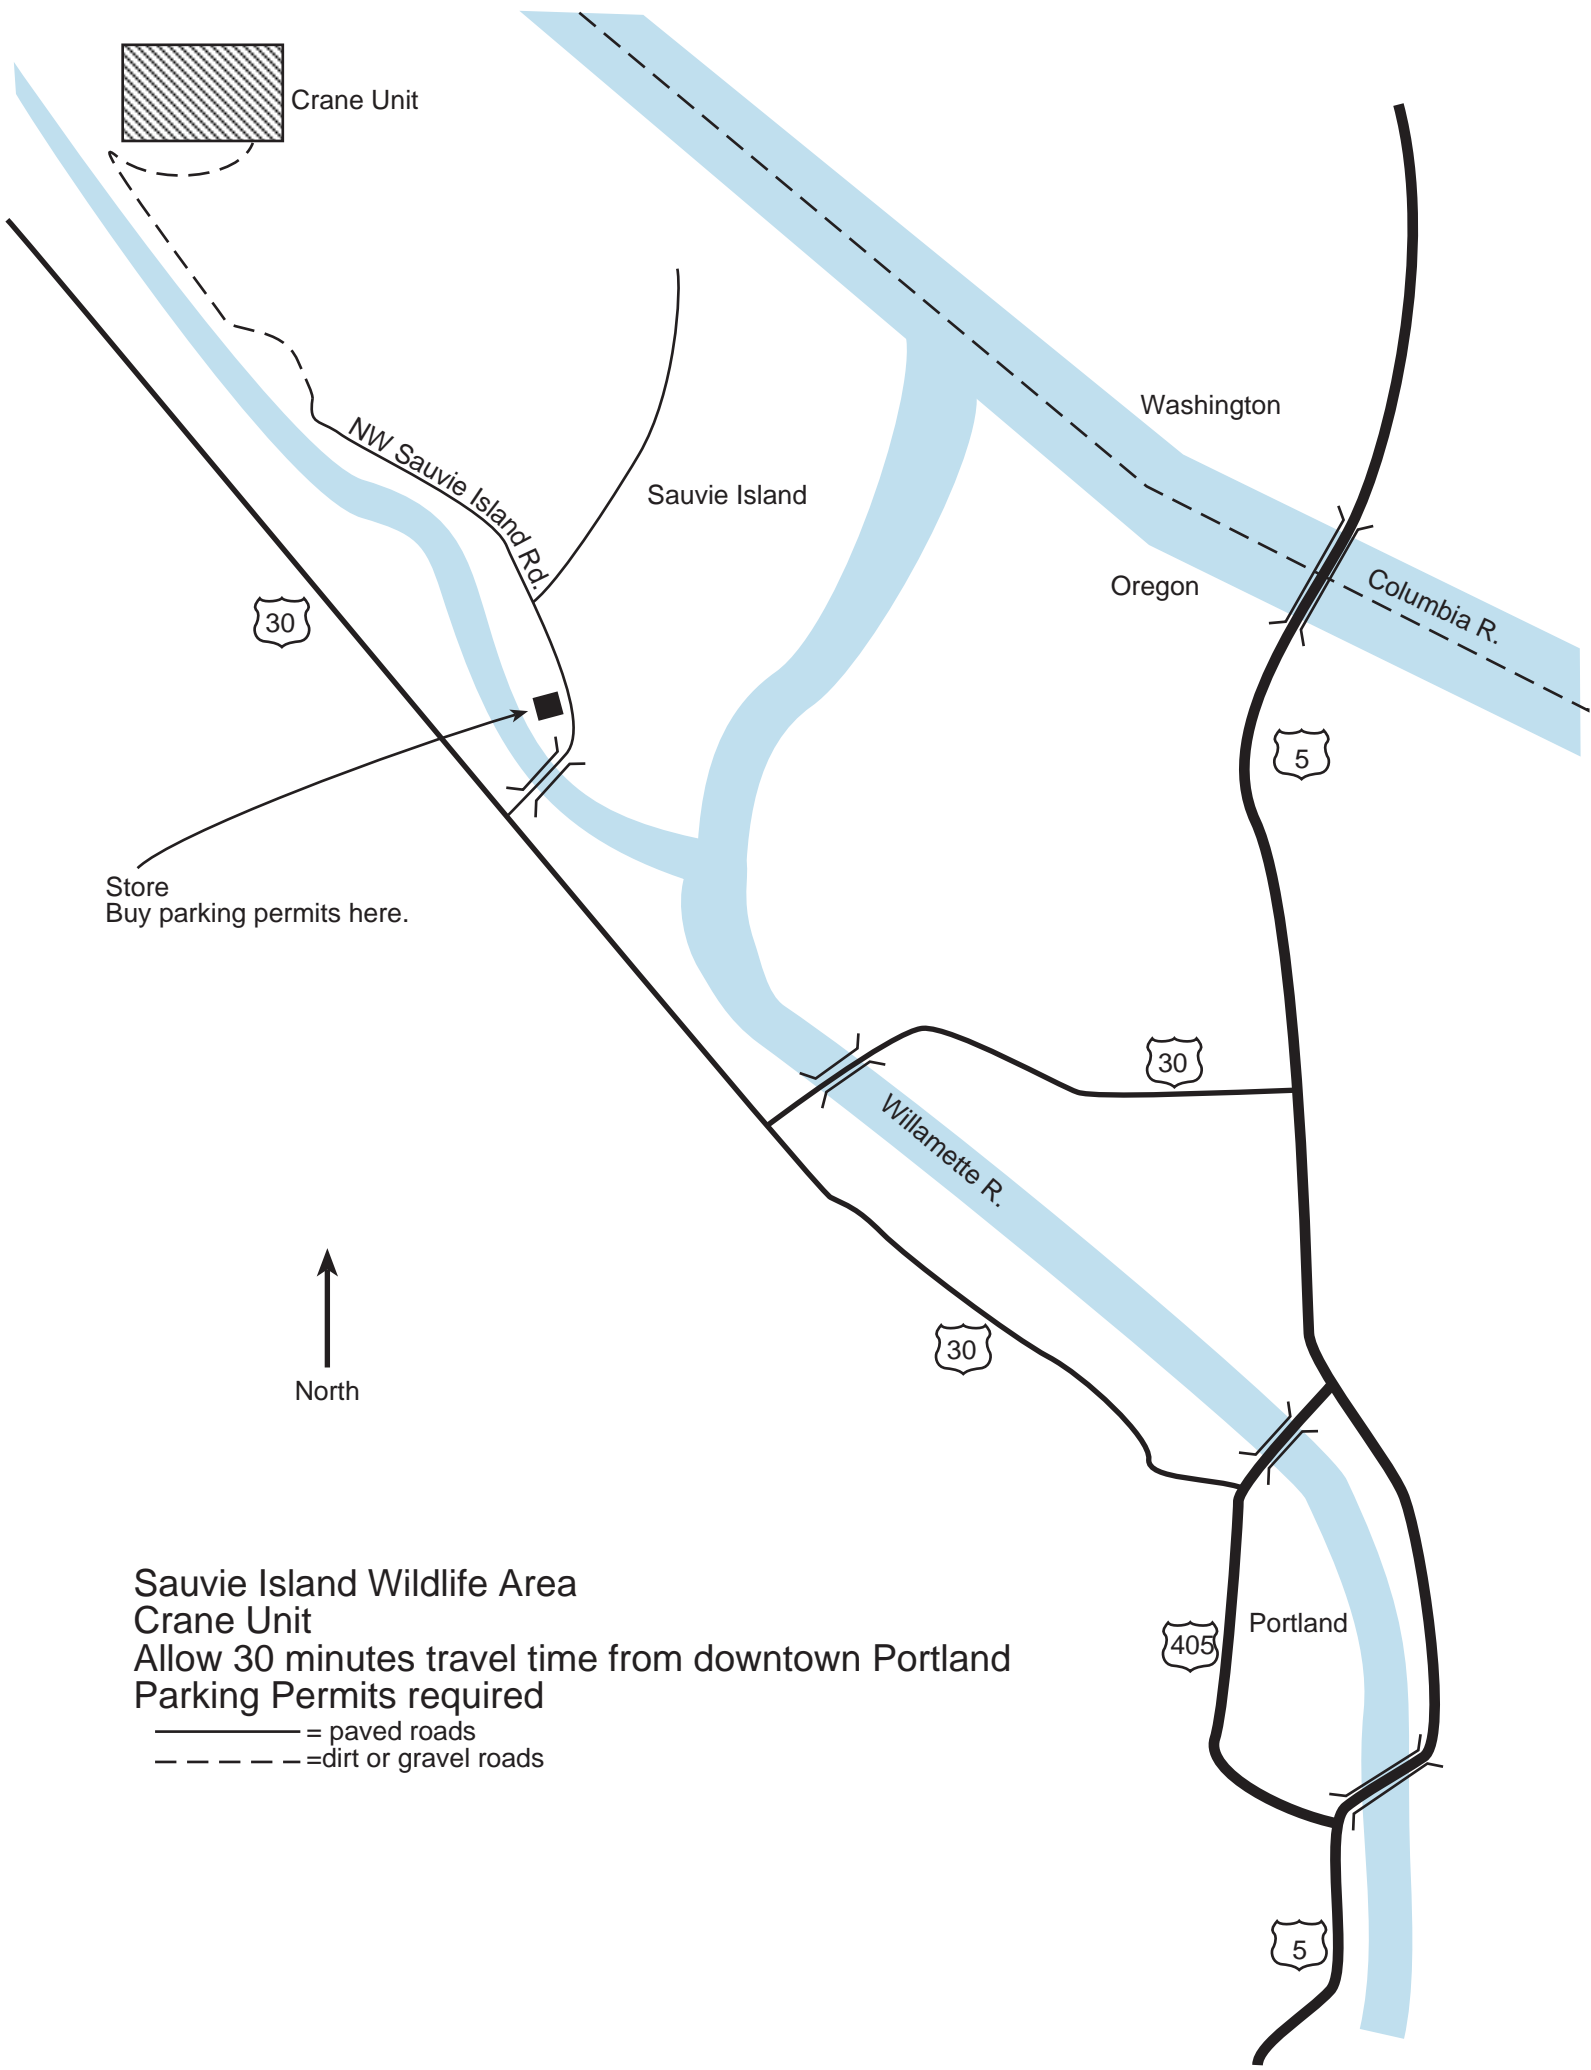 Crane Unit
Washington
NW Sauvie Island Rd.
Sauvie Island
Oregon
Columbia R.
30
5
Store
Buy parking permits here.
30
Willamette R.
30
North
Sauvie Island Wildlife Area
Crane Unit
Allow 30 minutes travel time from downtown Portland
Parking Permits required
= paved roads
=dirt or gravel roads
Portland
405
5